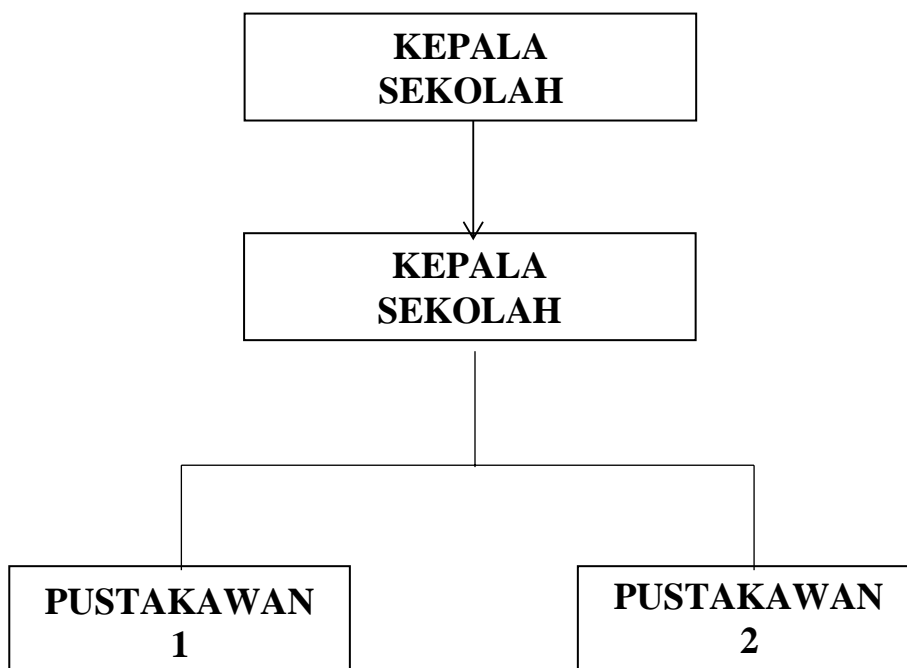 KEPALA
SEKOLAH
KEPALA
SEKOLAH
PUSTAKAWAN
1
PUSTAKAWAN
2